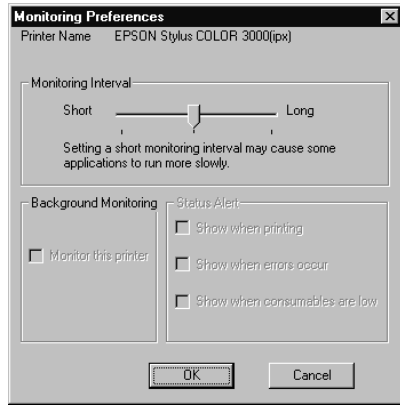 Monitoring Preferences
Printer Name EPSON Stylus COLOR 3000(ipx)
Monitoring Interval
Short Long
Setting a short monitoring interval may cause some
applications to run more slowly.
Background Monitoring Status Alert
Show when printing
Monitor this printer
Show when errors occur
Show when consumables are low
OK Cancel